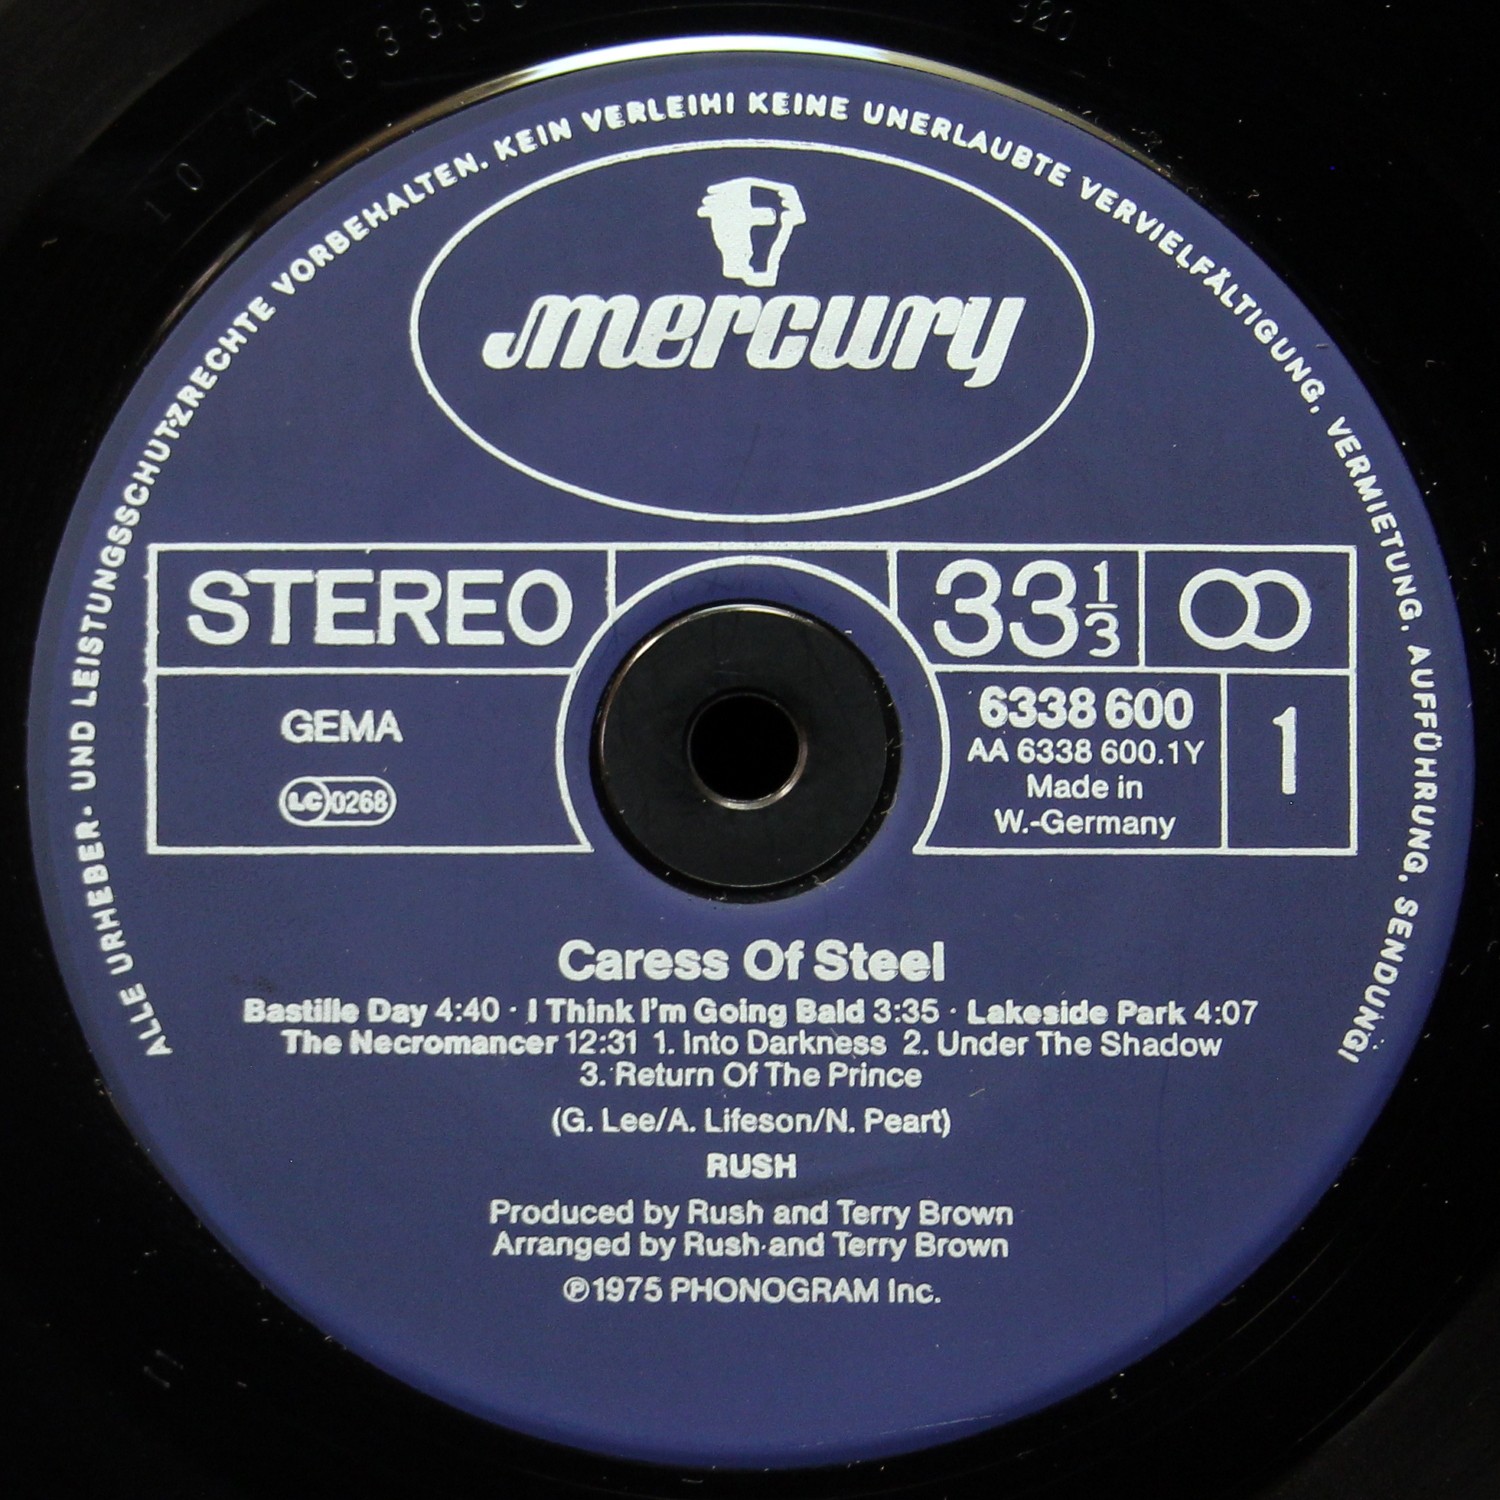 ALLE URHEBER- UND LEISTUNGSSCHUTZRECHTE VORBEHALTEN. KEIN VERLEIH! KEINE UNERLAUBTE VERVIELFÄLTIGUNG, VERMIETUNG, AUFFÜHRUNG, SENDUNG!
mercury
STEREO
33 1/3
GEMA
LC 0268
6338 600
AA 6338 600.1Y
Made in
W.-Germany
1
Caress Of Steel
Bastille Day 4:40 · I Think I'm Going Bald 3:35 · Lakeside Park 4:07
The Necromancer 12:31 1. Into Darkness 2. Under The Shadow
3. Return Of The Prince
(G. Lee/A. Lifeson/N. Peart)
RUSH
Produced by Rush and Terry Brown
Arranged by Rush and Terry Brown
℗1975 PHONOGRAM Inc.
320